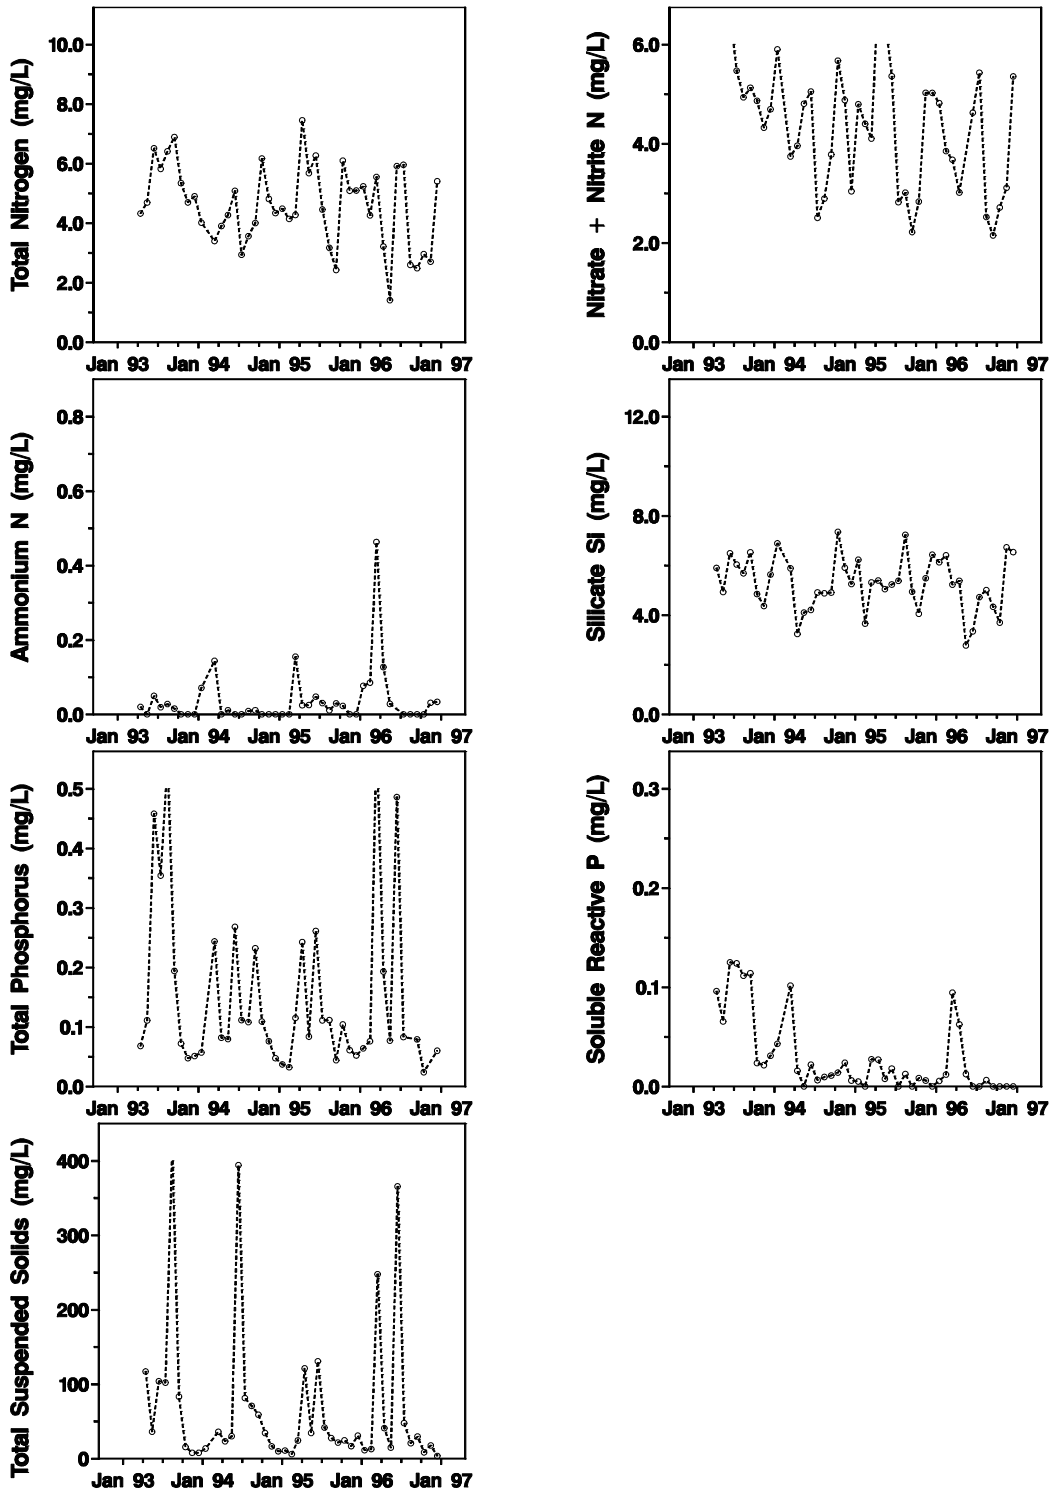 Total Nitrogen (mg/L)
10.0
8.0
6.0
4.0
2.0
0.0
Jan 93 Jan 94 Jan 95 Jan 96 Jan 97
Nitrate + Nitrite N (mg/L)
6.0
4.0
2.0
0.0
Jan 93 Jan 94 Jan 95 Jan 96 Jan 97
Ammonium N (mg/L)
0.8
0.6
0.4
0.2
0.0
Jan 93 Jan 94 Jan 95 Jan 96 Jan 97
Silicate Si (mg/L)
12.0
8.0
4.0
0.0
Jan 93 Jan 94 Jan 95 Jan 96 Jan 97
Total Phosphorus (mg/L)
0.5
0.4
0.3
0.2
0.1
0.0
Jan 93 Jan 94 Jan 95 Jan 96 Jan 97
Soluble Reactive P (mg/L)
0.3
0.2
0.1
0.0
Jan 93 Jan 94 Jan 95 Jan 96 Jan 97
Total Suspended Solids (mg/L)
400
300
200
100
0
Jan 93 Jan 94 Jan 95 Jan 96 Jan 97